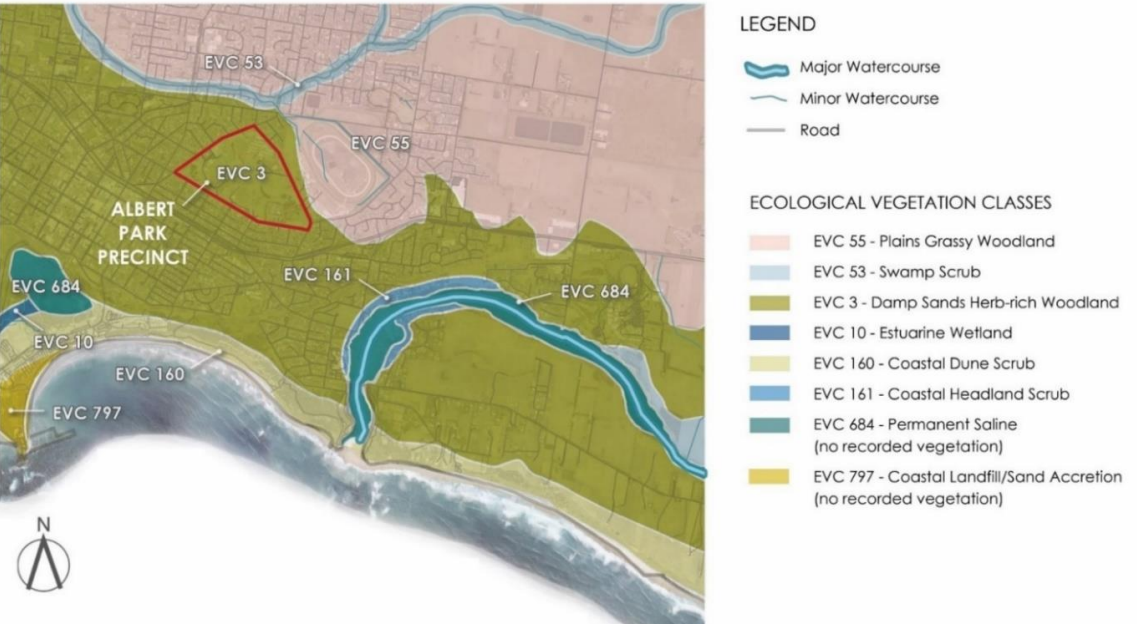 EVC 53
EVC 55
EVC 3
ALBERT
PARK
PRECINCT
EVC 684
EVC 161
EVC 684
EVC 10
EVC 160
EVC 797
N
LEGEND
Major Watercourse
Minor Watercourse
Road
ECOLOGICAL VEGETATION CLASSES
EVC 55 - Plains Grassy Woodland
EVC 53 - Swamp Scrub
EVC 3 - Damp Sands Herb-rich Woodland
EVC 10 - Estuarine Wetland
EVC 160 - Coastal Dune Scrub
EVC 161 - Coastal Headland Scrub
EVC 684 - Permanent Saline
(no recorded vegetation)
EVC 797 - Coastal Landfill/Sand Accretion
(no recorded vegetation)